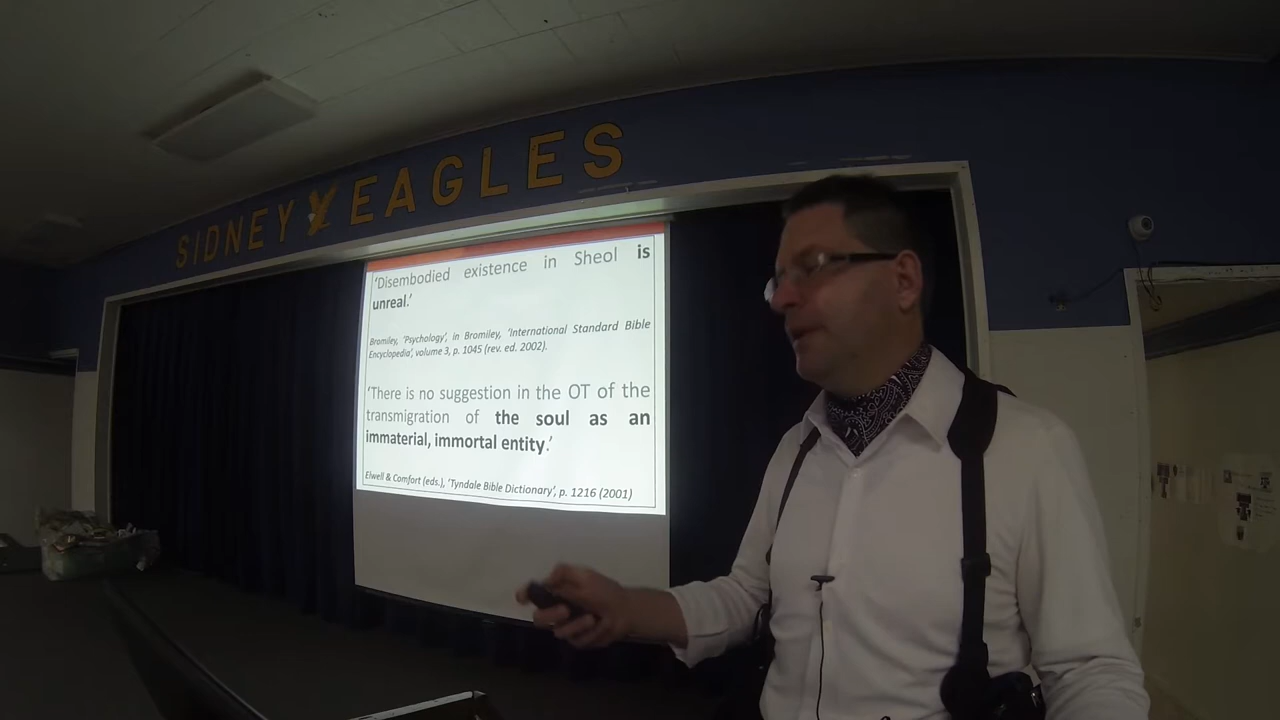 SIDNEY EAGLES
‘Disembodied existence in Sheol is
unreal.’
Bromiley, ‘Psychology’, in Bromiley, ‘International Standard Bible
Encyclopedia’, volume 3, p. 1045 (rev. ed. 2002).
‘There is no suggestion in the OT of the
transmigration of the soul as an
immaterial, immortal entity.’
Elwell & Comfort (eds.), ‘Tyndale Bible Dictionary’, p. 1216 (2001)